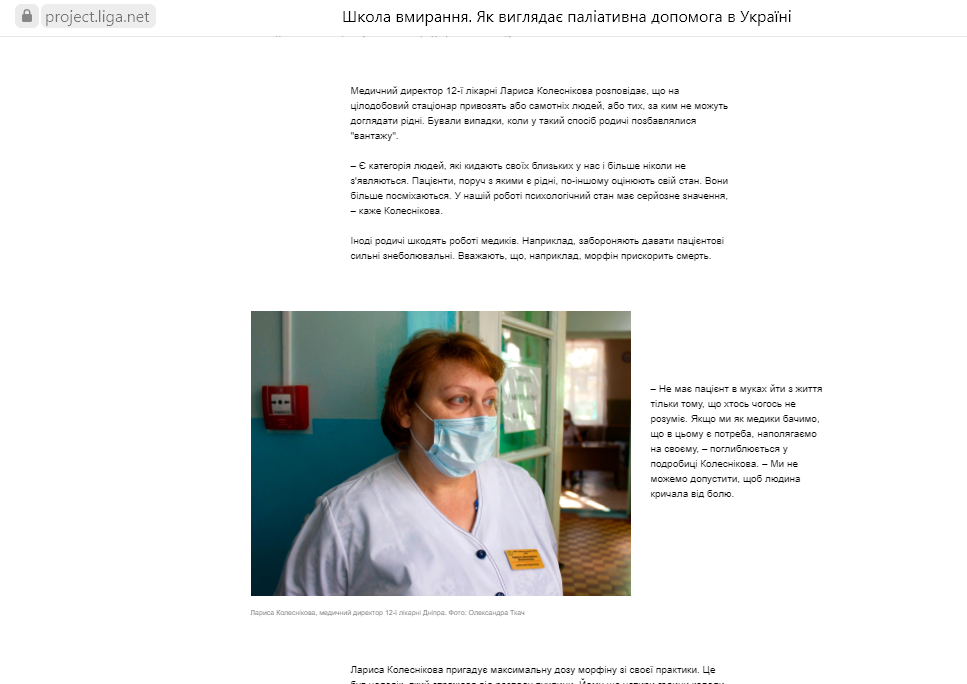 project.liga.net
Школа вмирання. Як виглядає паліативна допомога в Україні
Медичний директор 12-ї лікарні Лариса Колеснікова розповідає, що на
цілодобовий стаціонар привозять або самотніх людей, або тих, за ким не можуть
доглядати рідні. Бували випадки, коли у такий спосіб родичі позбавлялися
"вантажу".
– Є категорія людей, які кидають своїх близьких у нас і більше ніколи не
з'являються. Пацієнти, поруч з якими є рідні, по-іншому оцінюють свій стан. Вони
більше посміхаються. У нашій роботі психологічний стан має серйозне значення,
– каже Колеснікова.
Іноді родичі шкодять роботі медиків. Наприклад, забороняють давати пацієнтові
сильні знеболювальні. Вважають, що, наприклад, морфін прискорить смерть.
– Не має пацієнт в муках йти з життя
тільки тому, що хтось чогось не
розуміє. Якщо ми як медики бачимо,
що в цьому є потреба, наполягаємо
на своєму, – поглиблюється у
подробиці Колеснікова. – Ми не
можемо допустити, щоб людина
кричала від болю.
Лариса Колеснікова, медичний директор 12-ї лікарні Дніпра. Фото: Олександра Ткач
Лариса Колеснікова пригадує максимальну дозу морфіну зі своєї практики. Це